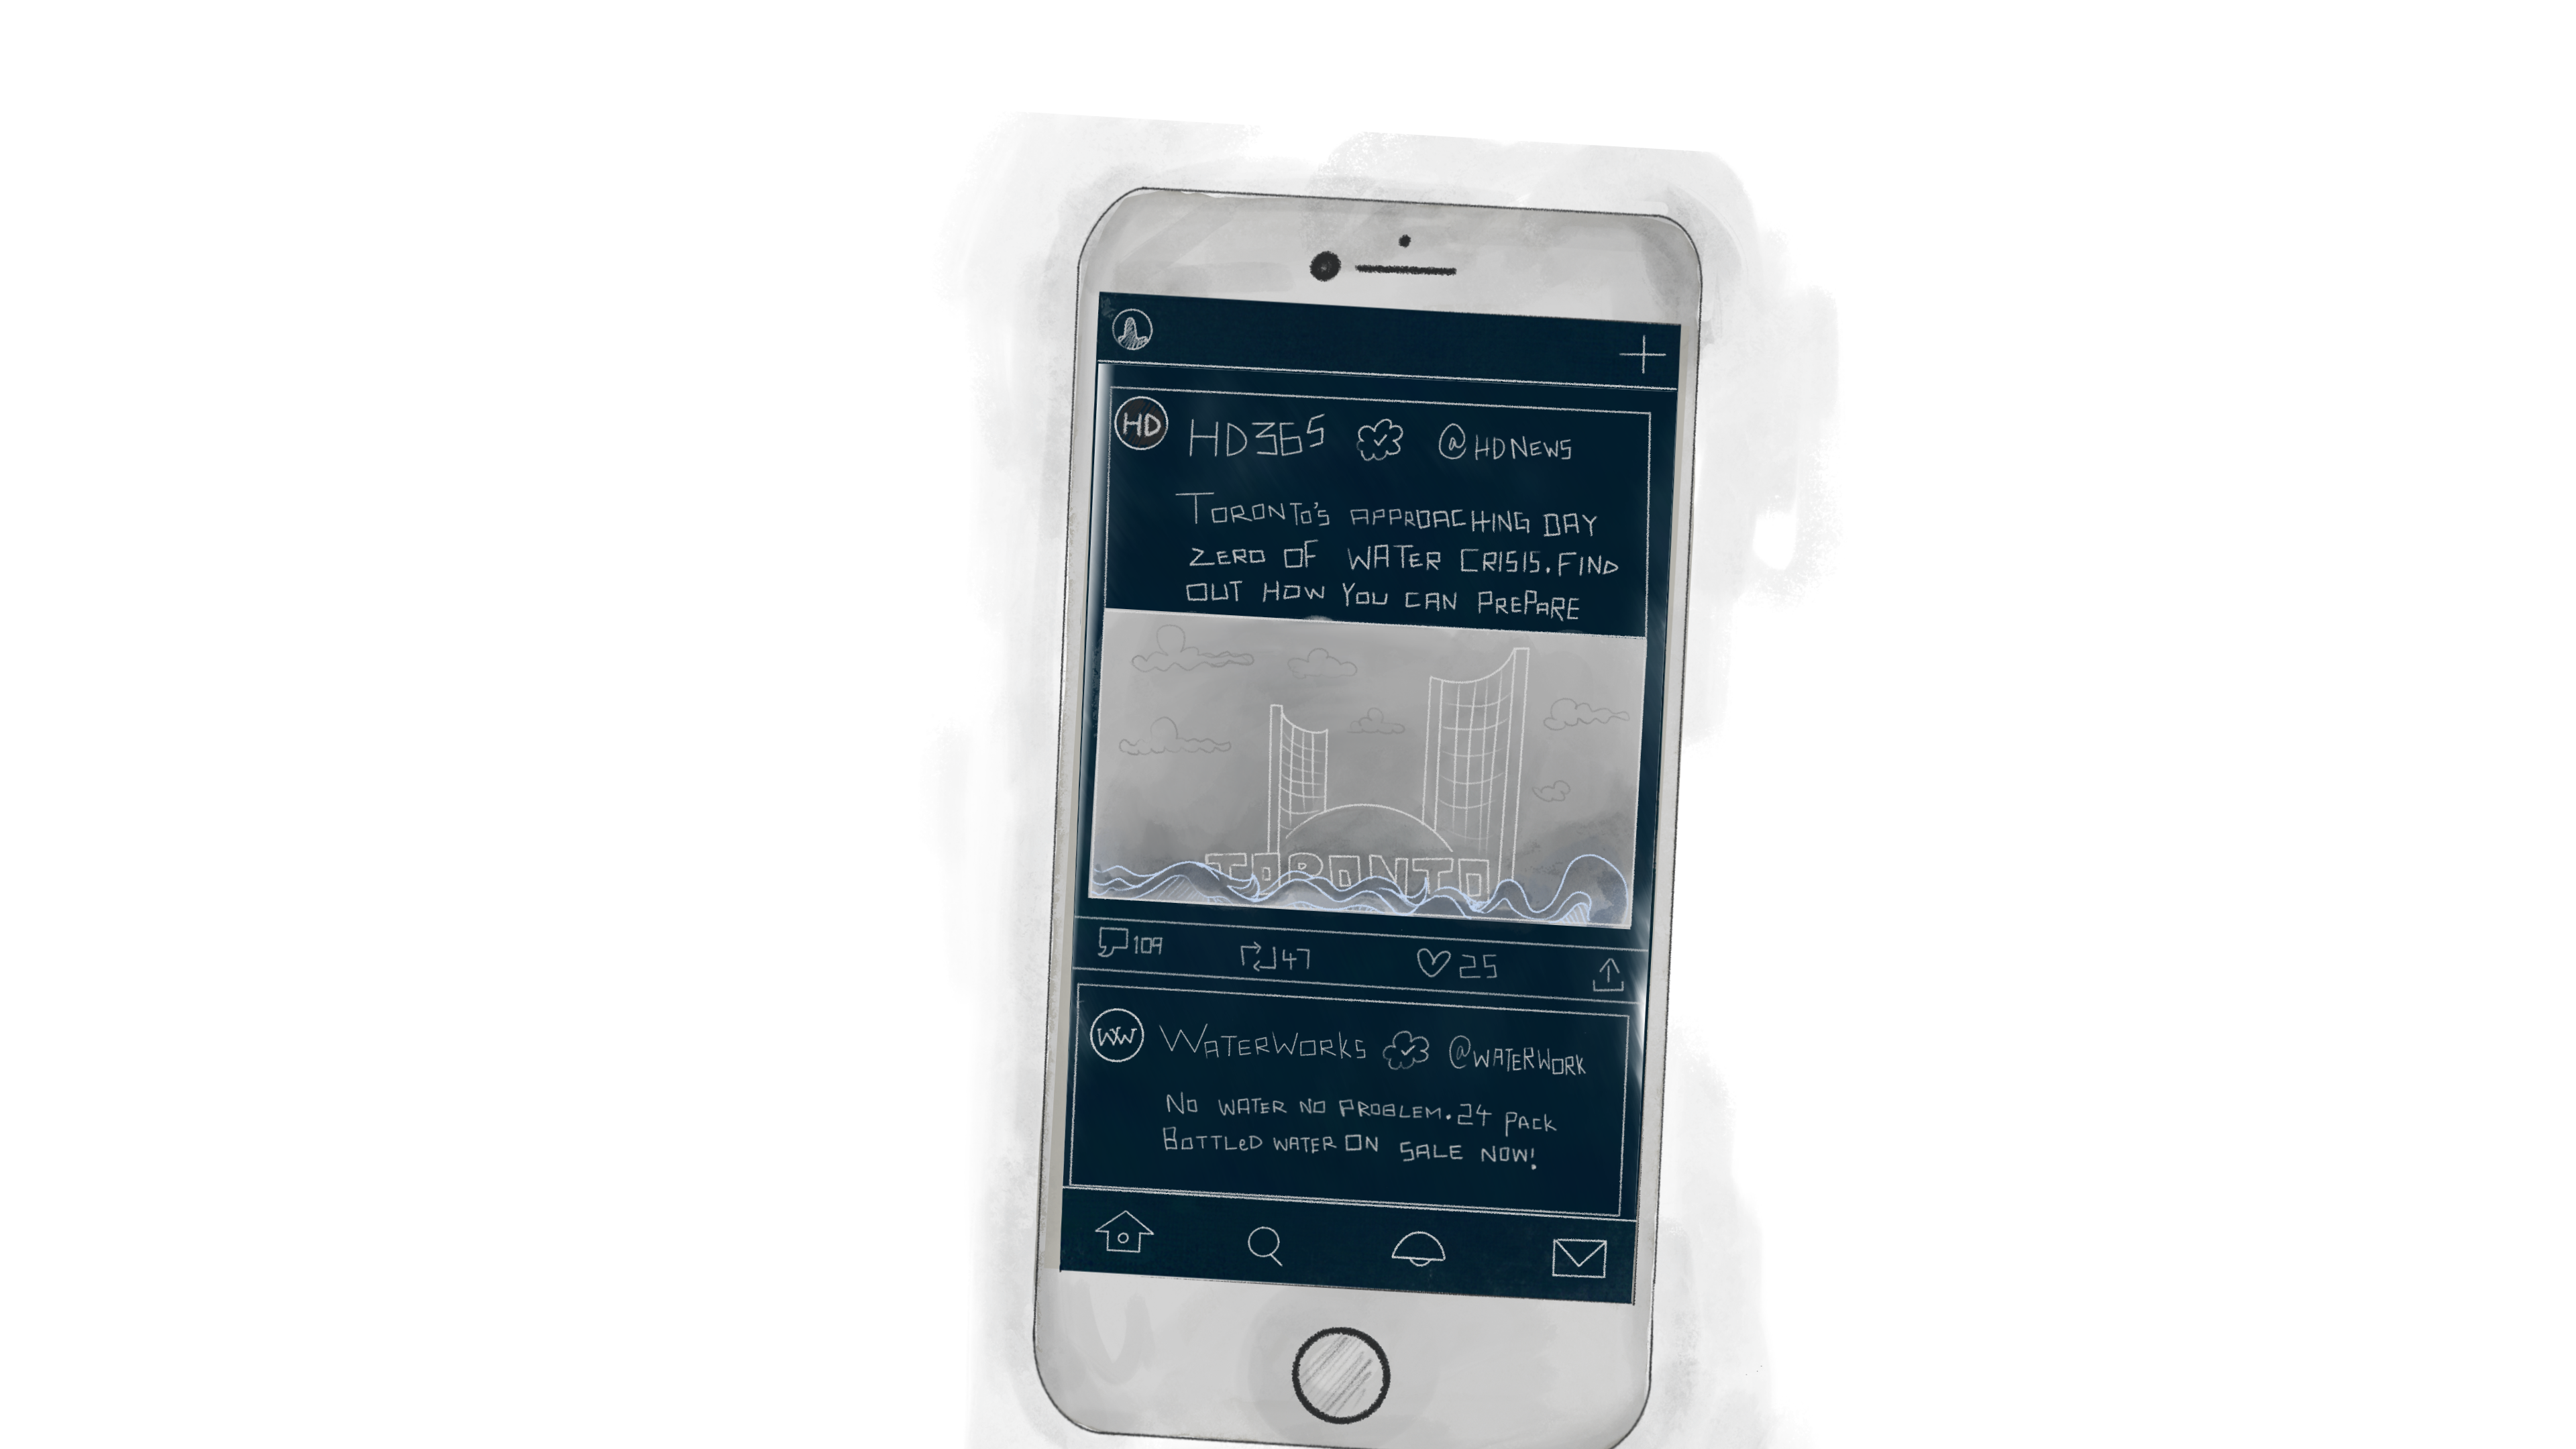 HD HD365 @HDNEWS
TORONTO'S APPROACHING DAY
ZERO OF WATER CRISIS. FIND
OUT HOW YOU CAN PREPARE
TORONTO
109 47 25
WW WATERWORKS @WATERWORK
NO WATER NO PROBLEM. 24 PACK
BOTTLeD WATER ON SALE NOW!